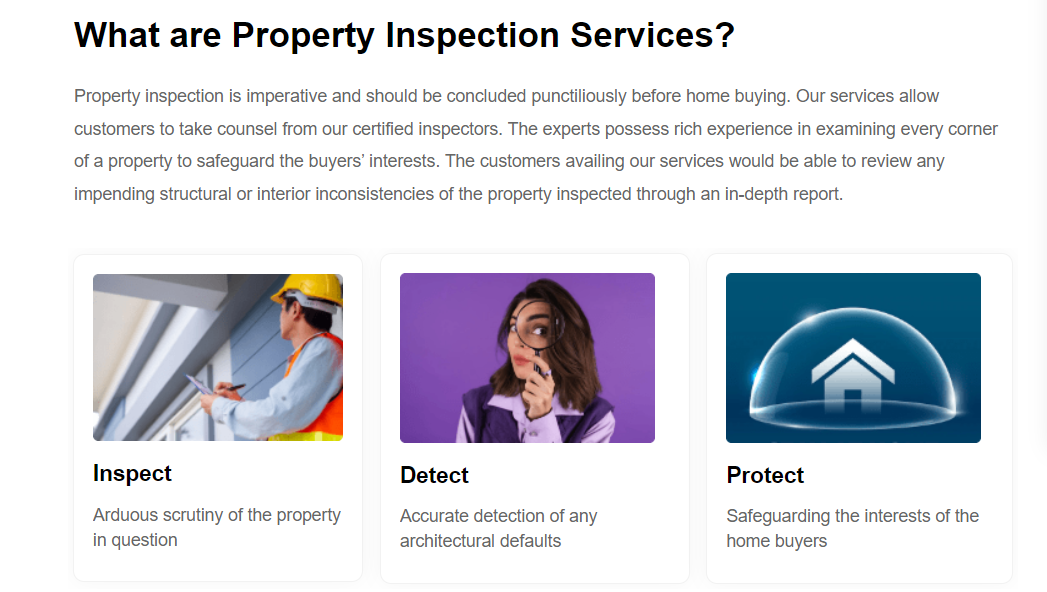 What are Property Inspection Services?
Property inspection is imperative and should be concluded punctiliously before home buying. Our services allow
customers to take counsel from our certified inspectors. The experts possess rich experience in examining every corner
of a property to safeguard the buyers’ interests. The customers availing our services would be able to review any
impending structural or interior inconsistencies of the property inspected through an in-depth report.
Inspect
Arduous scrutiny of the property
in question
Detect
Accurate detection of any
architectural defaults
Protect
Safeguarding the interests of the
home buyers